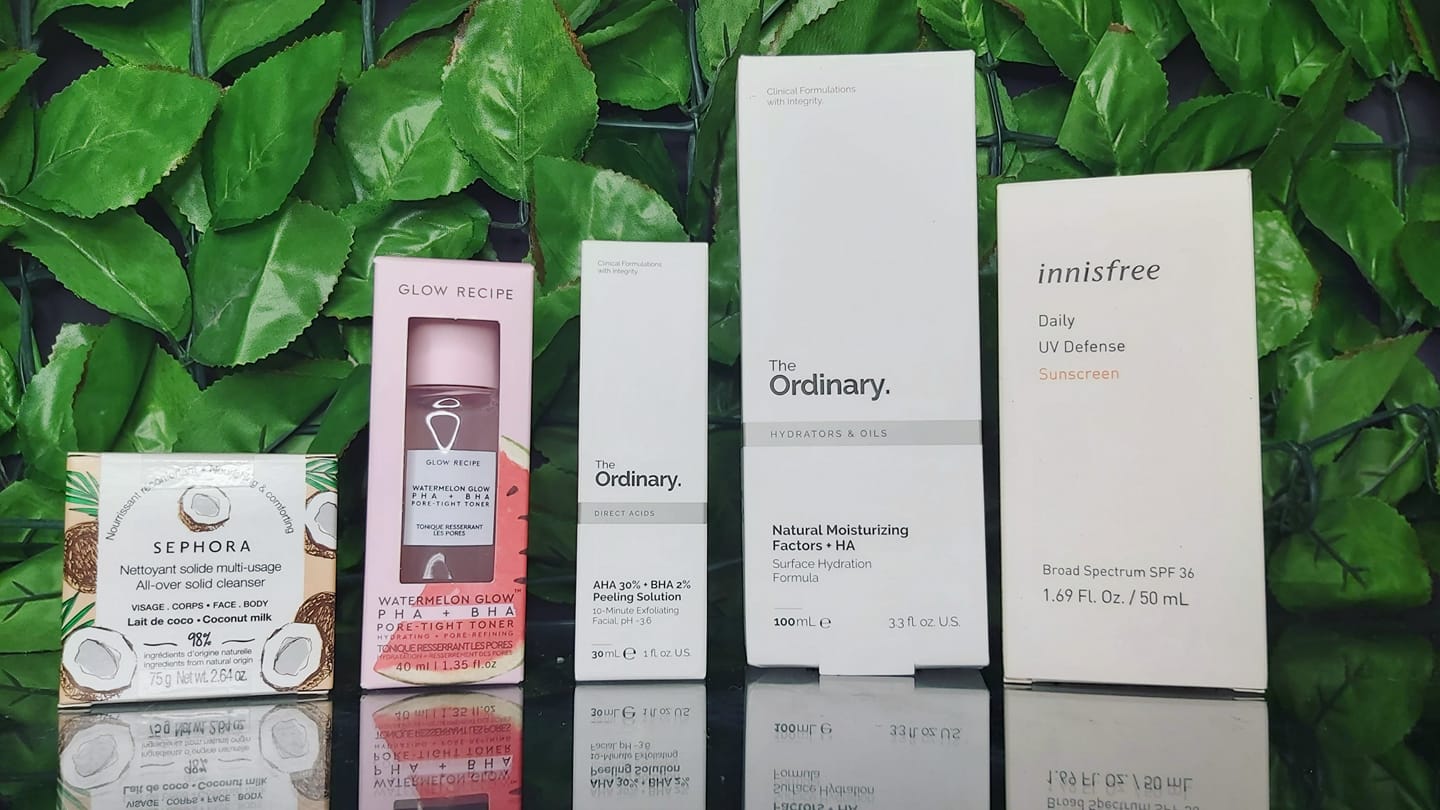 Nourrissant réconfortant • Nourishing & comforting
SEPHORA
Nettoyant solide multi-usage
All-over solid cleanser
VISAGE . CORPS • FACE . BODY
Lait de coco • Coconut milk
98%
ingrédients d'origine naturelle
ingredients from natural origin
75 g Net wt. 2.64 oz.
GLOW RECIPE
GLOW RECIPE
WATERMELON GLOW
PHA + BHA
PORE-TIGHT TONER
TONIQUE RESSERRANT
LES PORES
WATERMELON GLOW™
PHA + BHA
PORE-TIGHT TONER
HYDRATING + PORE-REFINING
TONIQUE RESSERRANT LES PORES
HYDRATATION + RESSERREMENT DES PORES
40 ml | 1.35 fl.oz
Clinical Formulations
with Integrity.
The
Ordinary.
DIRECT ACIDS
AHA 30% + BHA 2%
Peeling Solution
10-Minute Exfoliating
Facial, pH ~3.6
30mL ℮ 1 fl oz. U.S.
Clinical Formulations
with Integrity.
The
Ordinary.
HYDRATORS & OILS
Natural Moisturizing
Factors + HA
Surface Hydration
Formula
100mL ℮ 3.3 fl oz. U.S.
innisfree
Daily
UV Defense
Sunscreen
Broad Spectrum SPF 36
1.69 Fl. Oz. / 50 mL